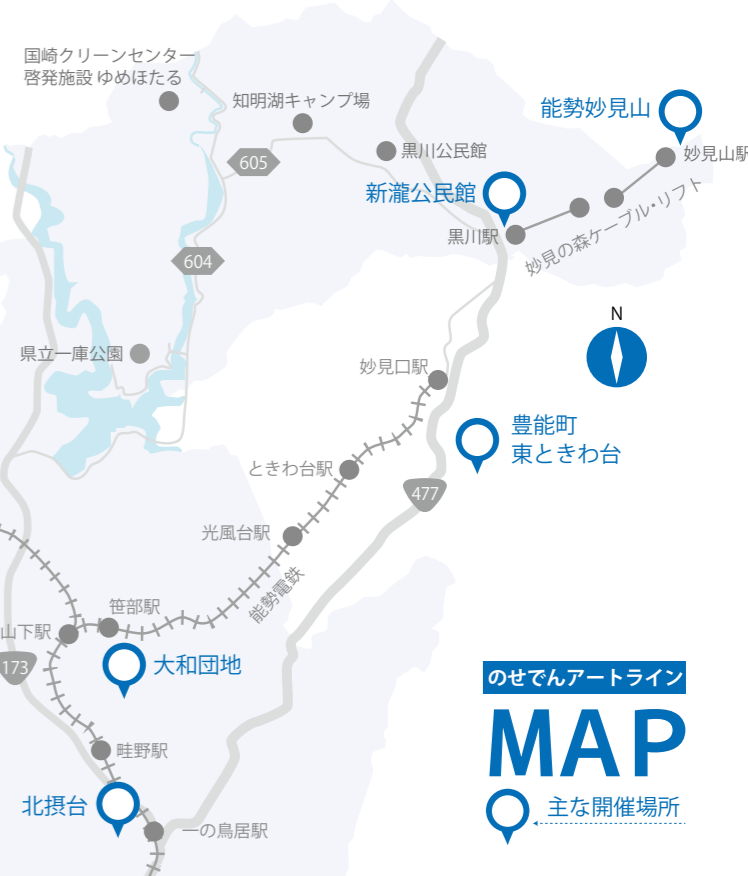 国崎クリーンセンター
啓発施設 ゆめほたる
知明湖キャンプ場
能勢妙見山
605
黒川公民館
妙見山駅
新瀧公民館
黒川駅
妙見の森ケーブル・リフト
604
N
県立一庫公園
妙見口駅
豊能町
東ときわ台
ときわ台駅
477
光風台駅
能勢電鉄
笹部駅
山下駅
173
大和団地
のせでんアートライン
MAP
畦野駅
北摂台
主な開催場所
一の鳥居駅